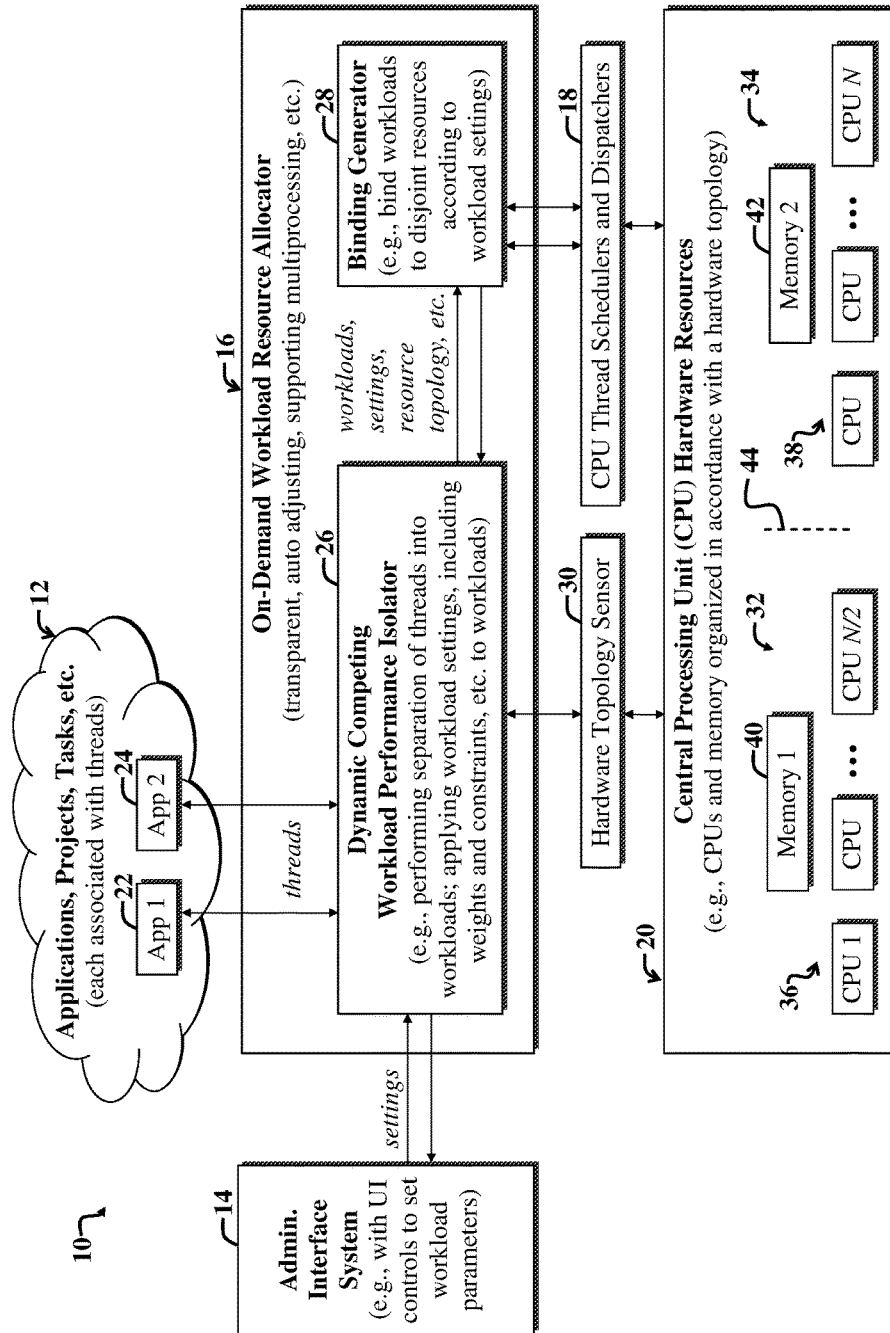 10
12
Applications, Projects, Tasks, etc.
(each associated with threads)
22
App 1
24
App 2
threads
14
Admin.
Interface
System
(e.g., with UI
controls to set
workload
parameters)
settings
16
On-Demand Workload Resource Allocator
(transparent, auto adjusting, supporting multiprocessing, etc.)
26
Dynamic Competing
Workload Performance Isolator
(e.g., performing separation of threads into
workloads; applying workload settings, including
weights and constraints, etc. to workloads)
workloads,
settings,
resource
topology, etc.
28
Binding Generator
(e.g., bind workloads
to disjoint resources
according to
workload settings)
30
Hardware Topology Sensor
18
CPU Thread Schedulers and Dispatchers
20
Central Processing Unit (CPU) Hardware Resources
(e.g., CPUs and memory organized in accordance with a hardware topology)
40
Memory 1
32
44
42
Memory 2
34
36
CPU 1
CPU
•••
CPU N/2
38
CPU
CPU
•••
CPU N